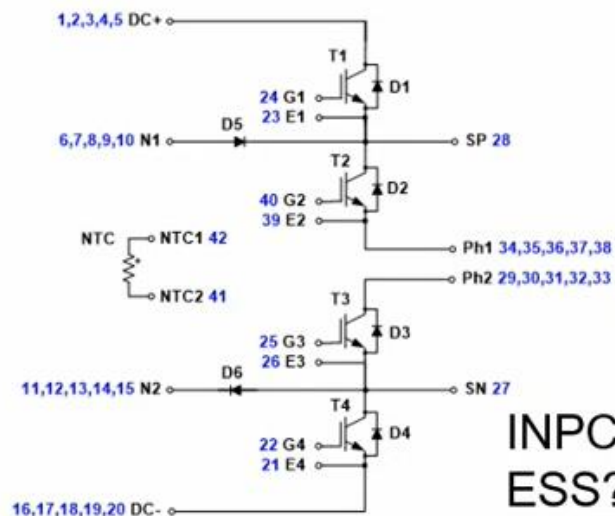 1,2,3,4,5 DC+
T1
D1
24 G1
23 E1
D5
6,7,8,9,10 N1
SP 28
T2
D2
40 G2
39 E2
NTC
NTC1 42
Ph1 34,35,36,37,38
Ph2 29,30,31,32,33
NTC2 41
T3
D3
25 G3
26 E3
D6
11,12,13,14,15 N2
SN 27
T4
D4
22 G4
21 E4
INPC
ESS?
16,17,18,19,20 DC-